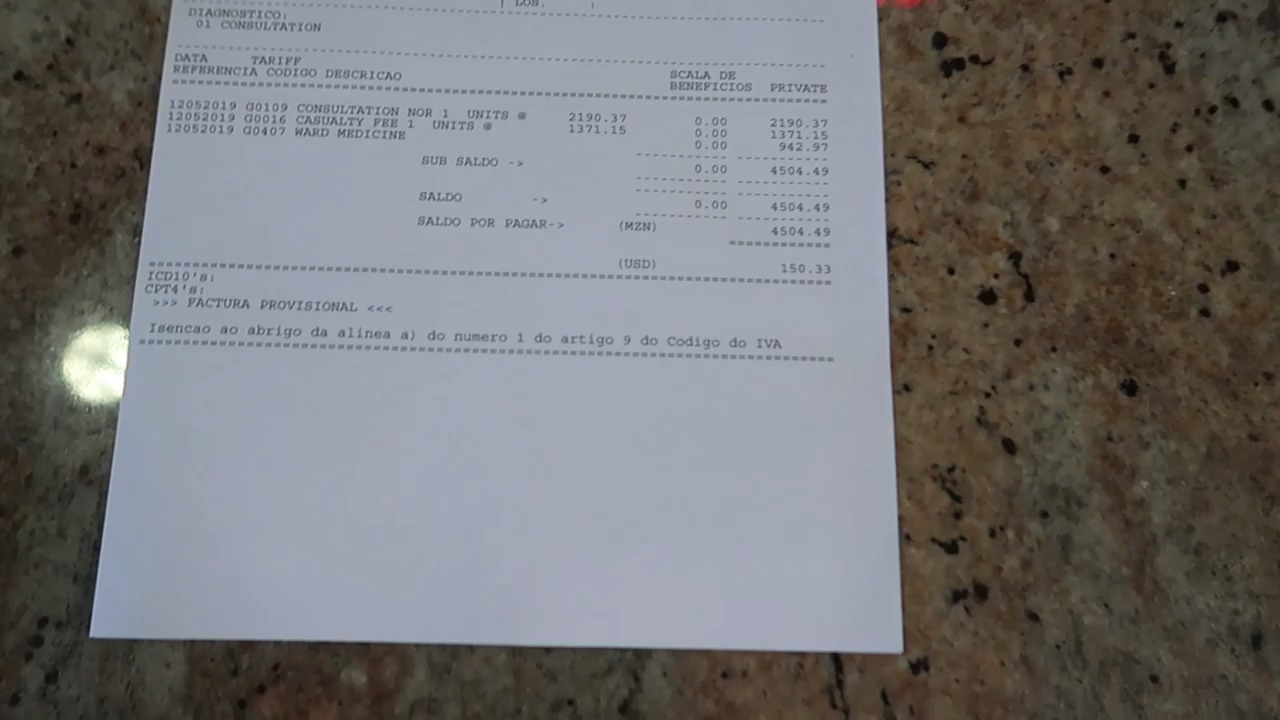 LOS. :
DIAGNOSTICO:
01 CONSULTATION
DATA TARIFF SCALA DE
REFERENCIA CODIGO DESCRICAO BENEFICIOS PRIVATE
12052019 G0109 CONSULTATION NOR 1 UNITS @ 2190.37 0.00 2190.37
12052019 G0016 CASUALTY FEE 1 UNITS @ 1371.15 0.00 1371.15
12052019 G0407 WARD MEDICINE 0.00 942.97
SUB SALDO -> 0.00 4504.49
SALDO -> 0.00 4504.49
SALDO POR PAGAR-> (MZN) 4504.49
(USD) 150.33
ICD10's:
CPT4's:
>>> FACTURA PROVISIONAL <<<
Isencao ao abrigo da alinea a) do numero 1 do artigo 9 do Codigo do IVA